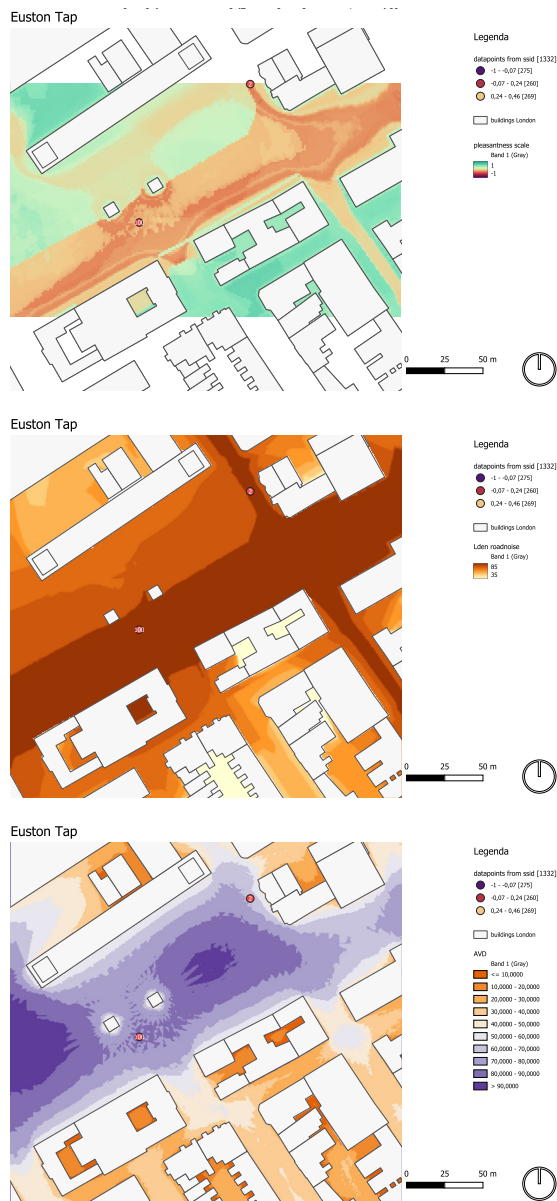 Euston Tap
Legenda
datapoints from ssid [1332]
-1 - -0,07 [275]
-0,07 - 0,24 [260]
0,24 - 0,46 [269]
buildings London
pleasantness scale
Band 1 (Gray)
1
-1
2
100
0 25 50 m
Euston Tap
Legenda
datapoints from ssid [1332]
-1 - -0,07 [275]
-0,07 - 0,24 [260]
0,24 - 0,46 [269]
buildings London
Lden roadnoise
Band 1 (Gray)
85
35
2
100
0 25 50 m
Euston Tap
Legenda
datapoints from ssid [1332]
-1 - -0,07 [275]
-0,07 - 0,24 [260]
0,24 - 0,46 [269]
buildings London
AVD
Band 1 (Gray)
<= 10,0000
10,0000 - 20,0000
20,0000 - 30,0000
30,0000 - 40,0000
40,0000 - 50,0000
50,0000 - 60,0000
60,0000 - 70,0000
70,0000 - 80,0000
80,0000 - 90,0000
> 90,0000
2
100
0 25 50 m